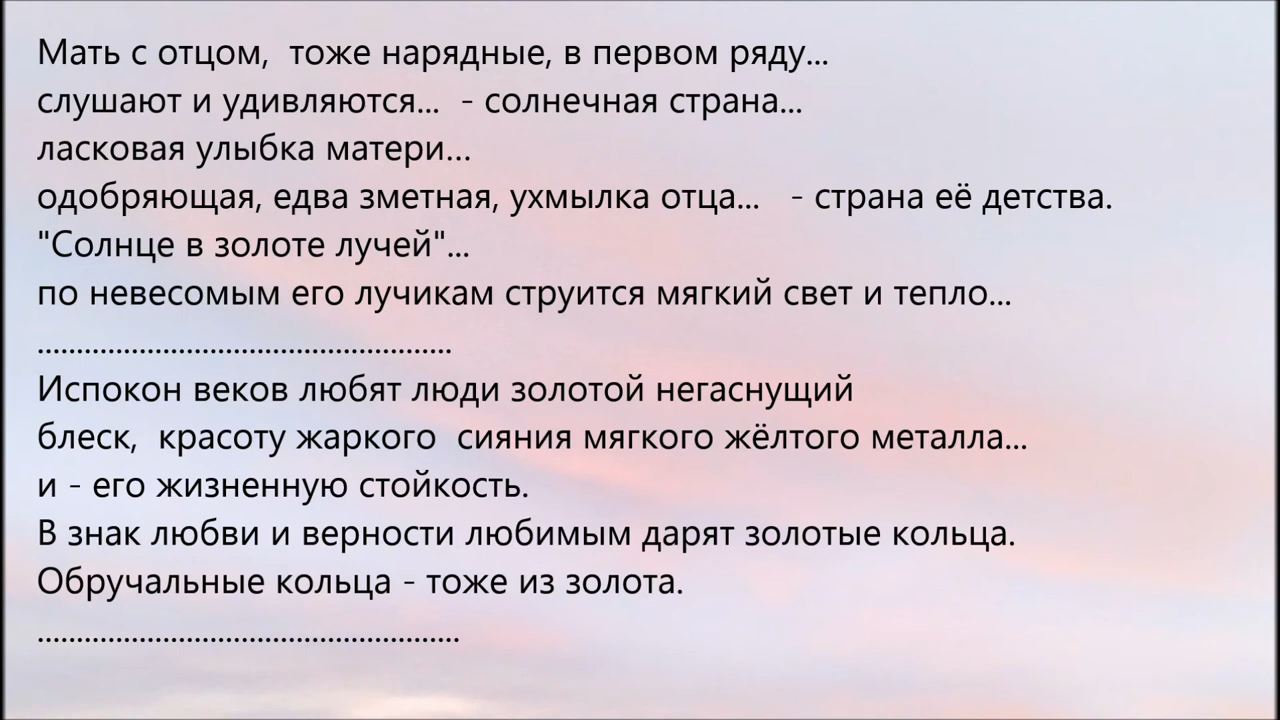 Мать с отцом,  тоже нарядные, в первом ряду...
слушают и удивляются...  - солнечная страна...
ласковая улыбка матери...
одобряющая, едва зметная, ухмылка отца...   - страна её детства.
"Солнце в золоте лучей"...
по невесомым его лучикам струится мягкий свет и тепло...
.....................................................
Испокон веков любят люди золотой негаснущий
блеск,  красоту жаркого  сияния мягкого жёлтого металла...
и - его жизненную стойкость.
В знак любви и верности любимым дарят золотые кольца.
Обручальные кольца - тоже из золота.
......................................................